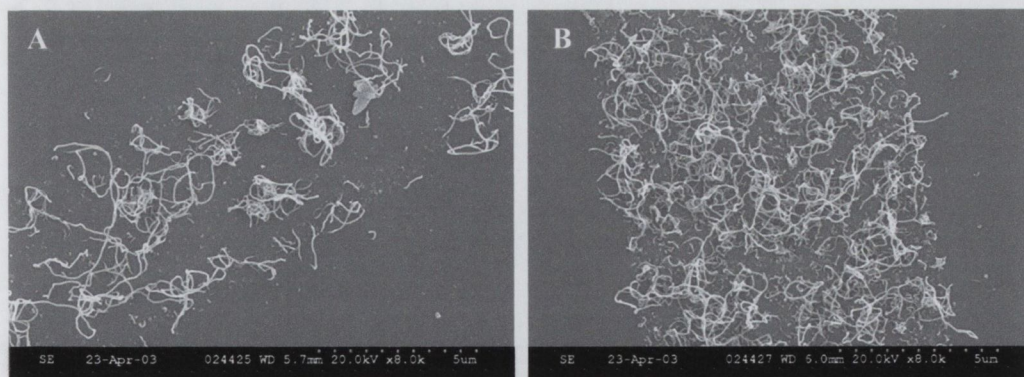 A
SE 23-Apr-03 024425 WD 5.7mm 20.0kV x8.0k 5um
B
SE 23-Apr-03 024427 WD 6.0mm 20.0kV x8.0k 5um